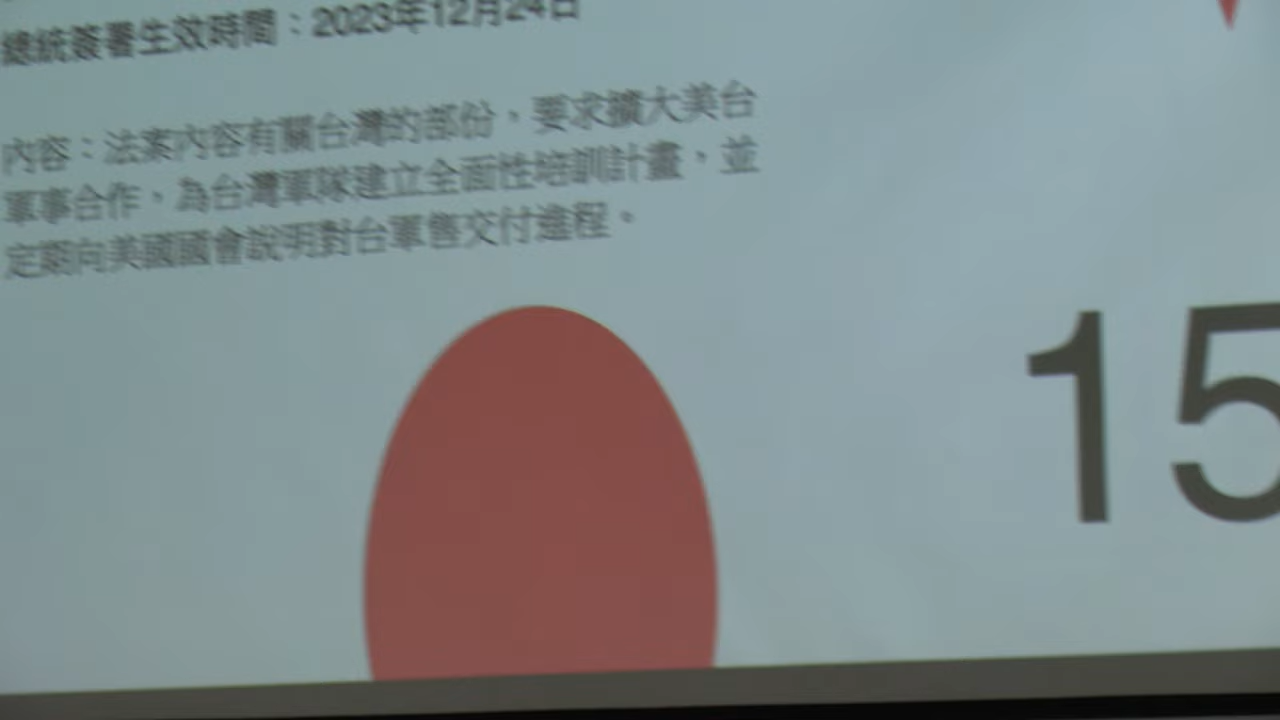 總統簽署生效時間：2023年12月24日
內容：法案內容有關台灣的部份，要求擴大美台
軍事合作，為台灣軍隊建立全面性培訓計畫，並
定期向美國國會說明對台軍售交付進程。
15